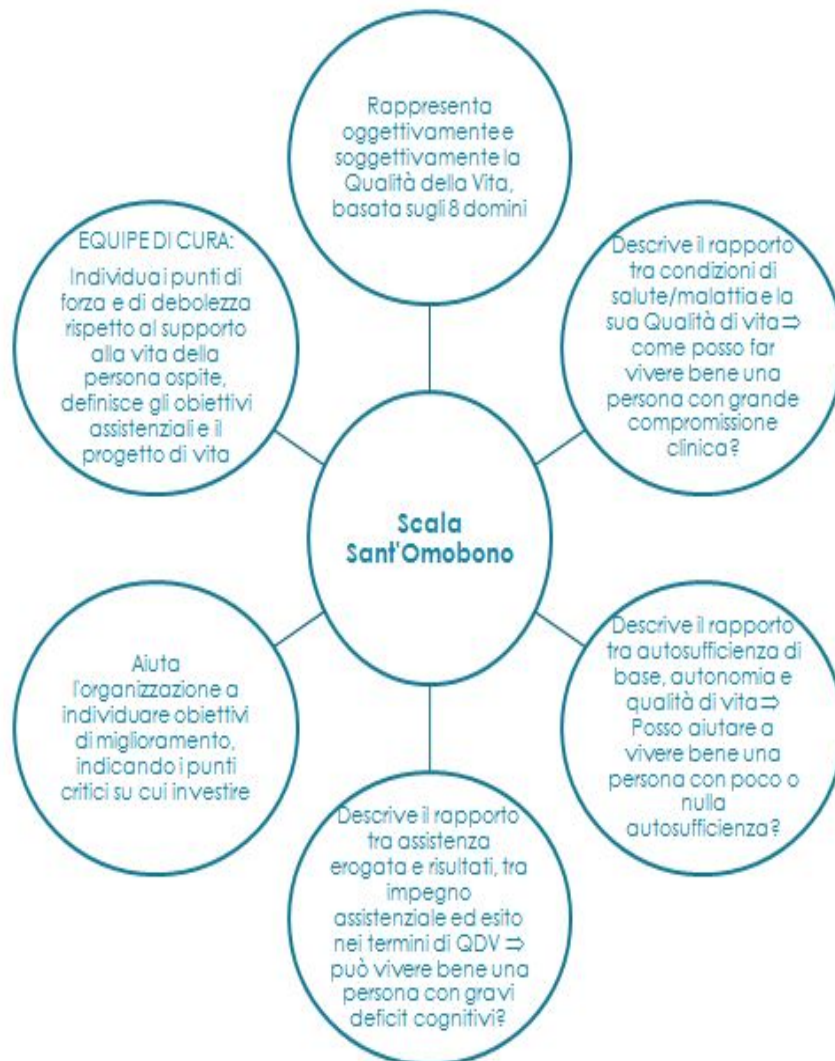 Rappresenta
oggettivamente e
soggettivamente la
Qualità della Vita,
basata sugli 8 domini
EQUIPE DI CURA:
Individua i punti di
forza e di debolezza
rispetto al supporto
alla vita della
persona ospite,
definisce gli obiettivi
assistenziali e il
progetto di vita
Descrive il rapporto
tra condizioni di
salute/malattia e la
sua Qualità di vita ⇒
come posso far
vivere bene una
persona con grande
compromissione
clinica?
Scala
Sant'Omobono
Aiuta
l'organizzazione a
individuare obiettivi
di miglioramento,
indicando i punti
critici su cui investire
Descrive il rapporto
tra autosufficienza di
base, autonomia e
qualità di vita ⇒
Posso aiutare a
vivere bene una
persona con poco o
nulla
autosufficienza?
Descrive il rapporto
tra assistenza
erogata e risultati, tra
impegno
assistenziale ed esito
nei termini di QDV ⇒
può vivere bene una
persona con gravi
deficit cognitivi?